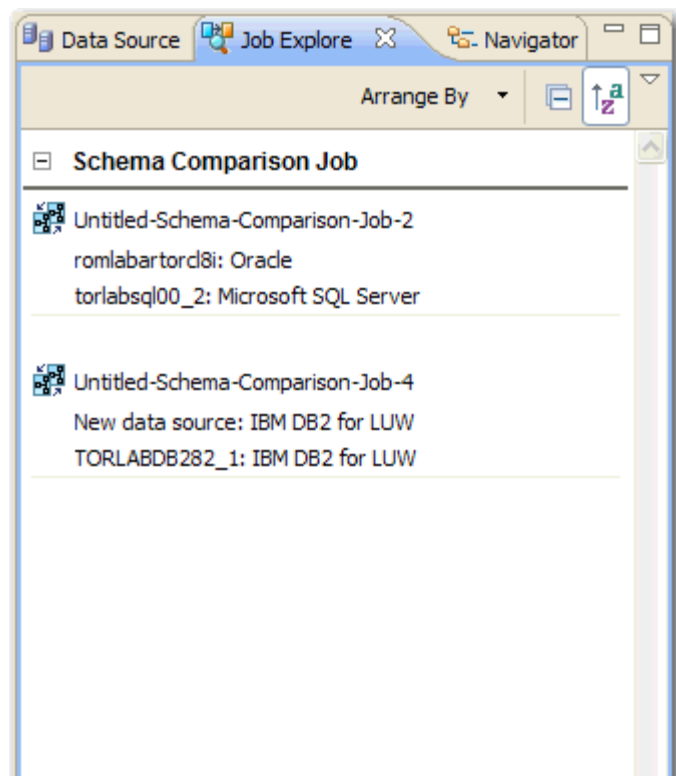 Data Source Job Explore Navigator
Arrange By
Schema Comparison Job
Untitled-Schema-Comparison-Job-2
romlabartorcl8i: Oracle
torlabsql00_2: Microsoft SQL Server
Untitled-Schema-Comparison-Job-4
New data source: IBM DB2 for LUW
TORLABDB282_1: IBM DB2 for LUW